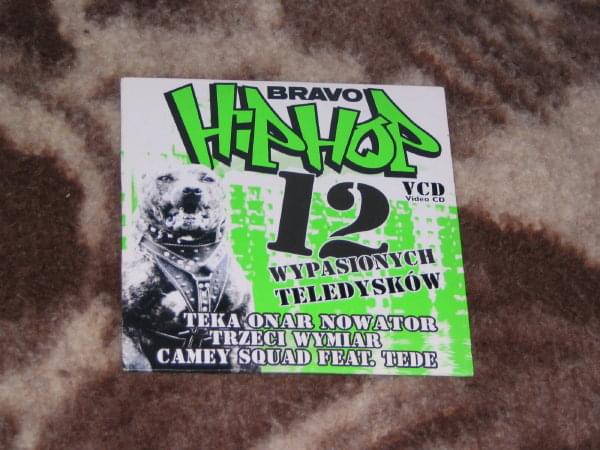 BRAVO
HIPHOP
12
VCD
Video CD
WYPASIONYCH
TELEDYSKÓW
TEKA ONAR NOWATOR
TRZECI WYMIAR
CAMEY SQUAD FEAT. TEDE